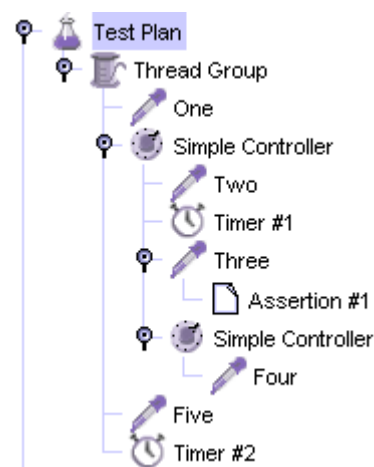 Test Plan
Thread Group
One
Simple Controller
Two
Timer #1
Three
Assertion #1
Simple Controller
Four
Five
Timer #2